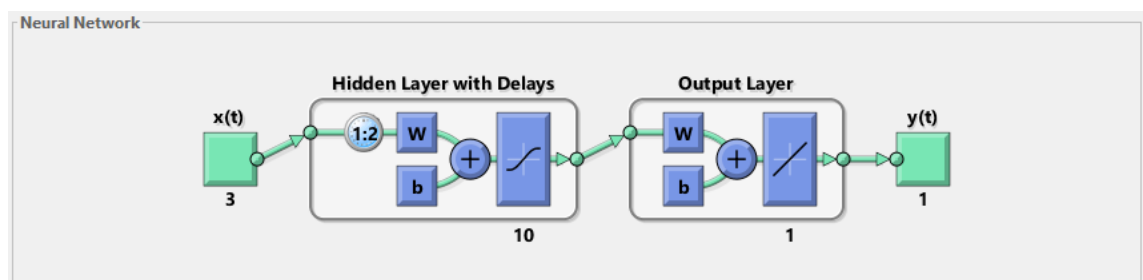 Neural Network
Hidden Layer with Delays
Output Layer
x(t)
y(t)
1:2
W
W
+
+
b
b
3
1
10
1